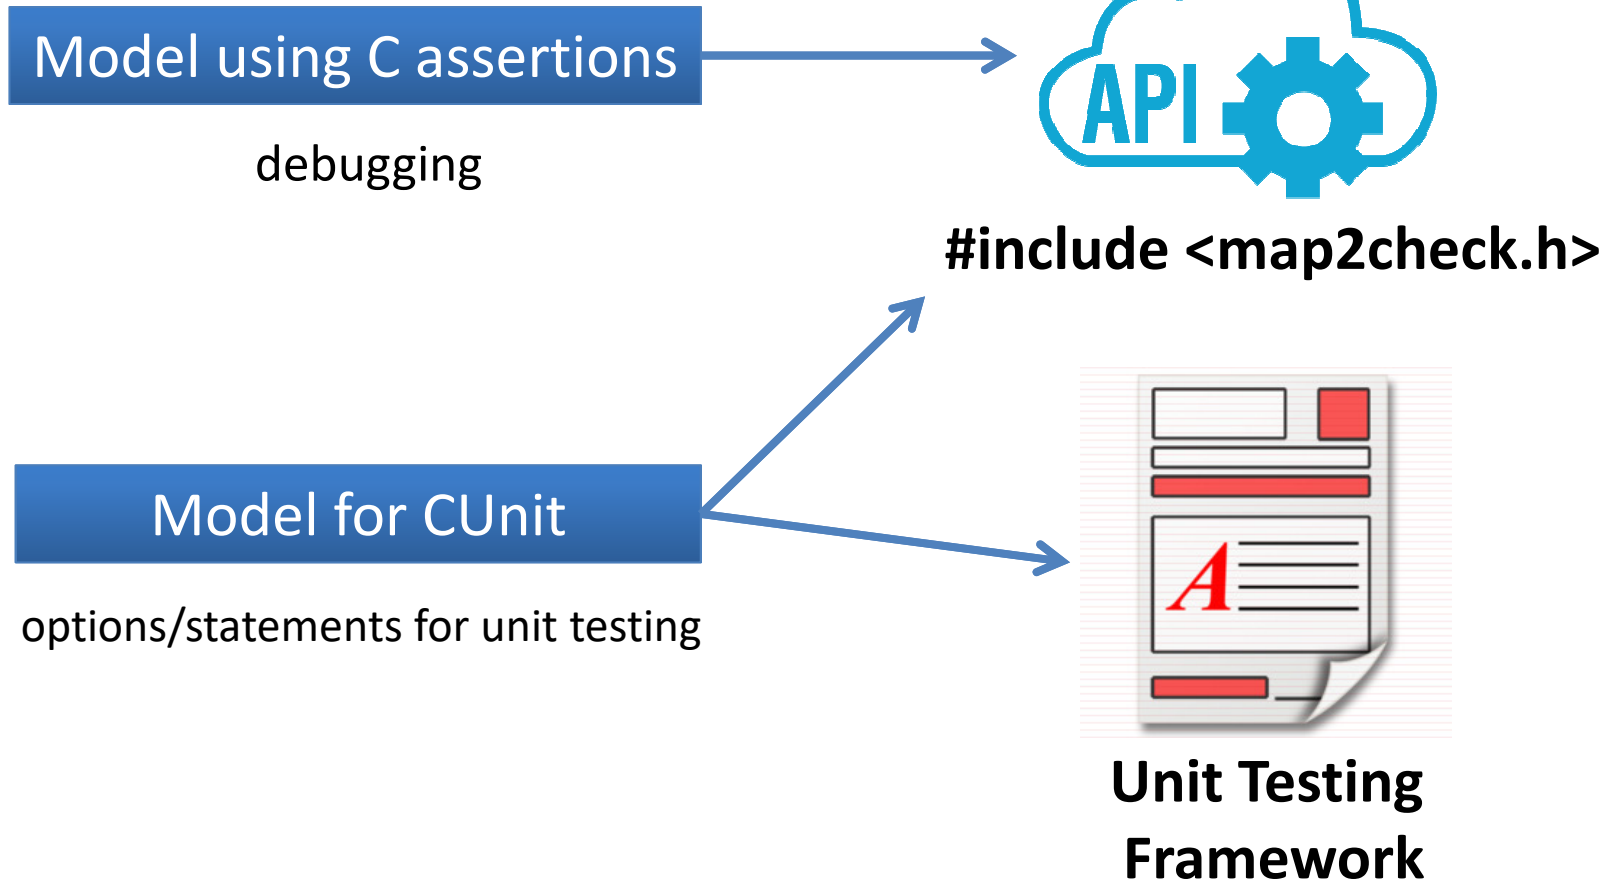 Model using C assertions
debugging
API
#include <map2check.h>
Model for CUnit
options/statements for unit testing
A
Unit Testing
Framework